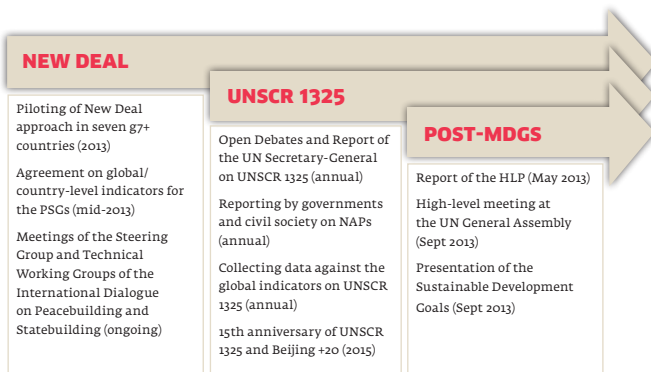 NEW DEAL
Piloting of New Deal
approach in seven g7+
countries (2013)
Agreement on global/
country-level indicators for
the PSGs (mid-2013)
Meetings of the Steering
Group and Technical
Working Groups of the
International Dialogue
on Peacebuilding and
Statebuilding (ongoing)
UNSCR 1325
Open Debates and Report of
the UN Secretary-General
on UNSCR 1325 (annual)
Reporting by governments
and civil society on NAPs
(annual)
Collecting data against the
global indicators on UNSCR
1325 (annual)
15th anniversary of UNSCR
1325 and Beijing +20 (2015)
POST-MDGS
Report of the HLP (May 2013)
High-level meeting at
the UN General Assembly
(Sept 2013)
Presentation of the
Sustainable Development
Goals (Sept 2013)